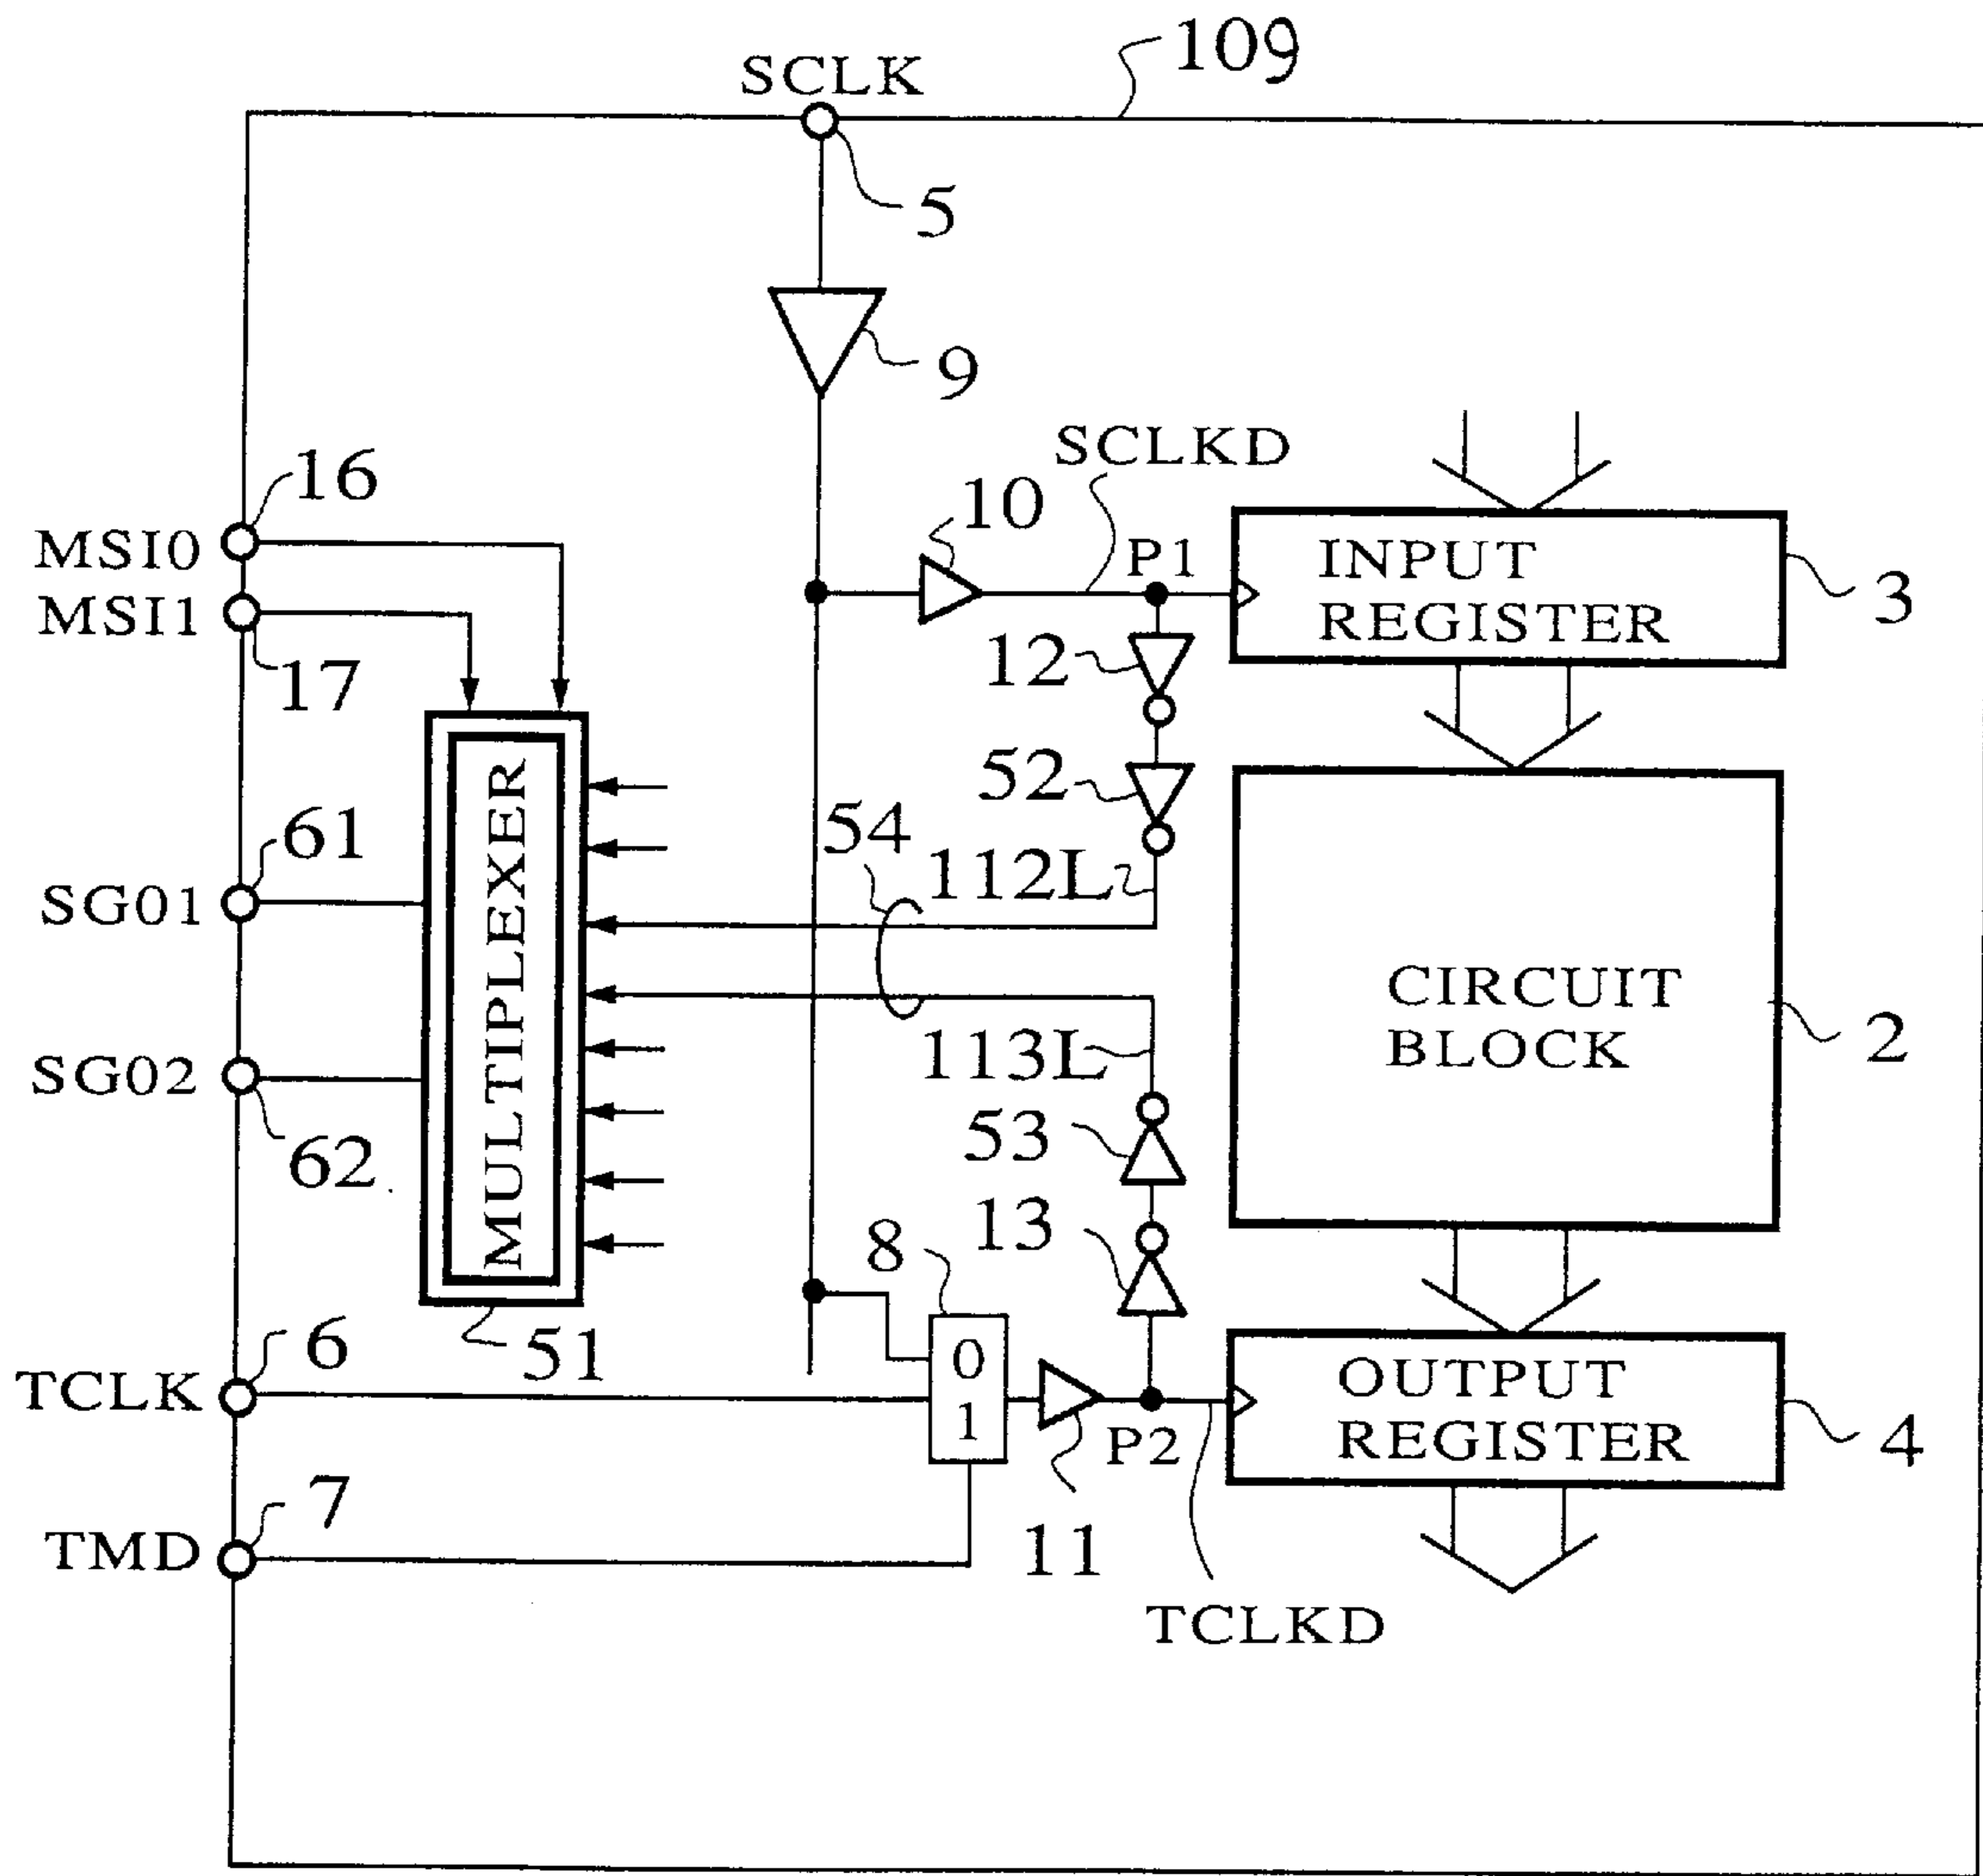 109
SCLK
5
9
SCLKD
16
10
MSI0
P1
INPUT
REGISTER
3
MSI1
17
12
52
54
61
112L
SG01
MULTIPLEXER
CIRCUIT
BLOCK
2
113L
SG02
62
53
13
8
6
51
0
1
TCLK
OUTPUT
REGISTER
4
P2
7
TMD
11
TCLKD